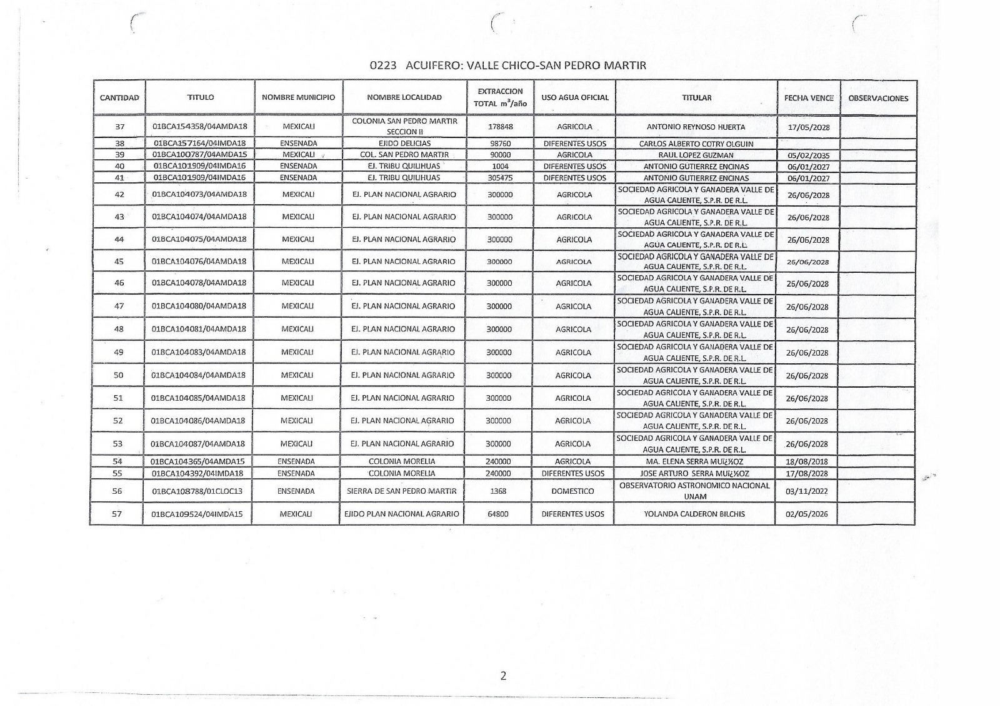 0223 ACUIFERO: VALLE CHICO-SAN PEDRO MARTIR
CANTIDAD TITULO NOMBRE MUNICIPIO NOMBRE LOCALIDAD EXTRACCION TOTAL m³/año USO AGUA OFICIAL TITULAR FECHA VENCE OBSERVACIONES
37 01BCA154358/04AMDA18 MEXICALI COLONIA SAN PEDRO MARTIR SECCION II 178848 AGRICOLA ANTONIO REYNOSO HUERTA 17/05/2028
38 01BCA157164/04IMDA18 ENSENADA EJIDO DELICIAS 98760 DIFERENTES USOS CARLOS ALBERTO COTRY OLGUIN
39 01BCA100787/04AMDA15 MEXICALI COL. SAN PEDRO MARTIR 90000 AGRICOLA RAUL LOPEZ GUZMAN 05/02/2035
40 01BCA101909/04IMDA16 ENSENADA EJ. TRIBU QUILIHUAS 1004 DIFERENTES USOS ANTONIO GUTIERREZ ENCINAS 06/01/2027
41 01BCA101909/04IMDA16 ENSENADA EJ. TRIBU QUILIHUAS 305475 DIFERENTES USOS ANTONIO GUTIERREZ ENCINAS 06/01/2027
42 01BCA104073/04AMDA18 MEXICALI EJ. PLAN NACIONAL AGRARIO 300000 AGRICOLA SOCIEDAD AGRICOLA Y GANADERA VALLE DE AGUA CALIENTE, S.P.R. DE R.L. 26/06/2028
43 01BCA104074/04AMDA18 MEXICALI EJ. PLAN NACIONAL AGRARIO 300000 AGRICOLA SOCIEDAD AGRICOLA Y GANADERA VALLE DE AGUA CALIENTE, S.P.R. DE R.L. 26/06/2028
44 01BCA104075/04AMDA18 MEXICALI EJ. PLAN NACIONAL AGRARIO 300000 AGRICOLA SOCIEDAD AGRICOLA Y GANADERA VALLE DE AGUA CALIENTE, S.P.R. DE R.L. 26/06/2028
45 01BCA104076/04AMDA18 MEXICALI EJ. PLAN NACIONAL AGRARIO 300000 AGRICOLA SOCIEDAD AGRICOLA Y GANADERA VALLE DE AGUA CALIENTE, S.P.R. DE R.L. 26/06/2028
46 01BCA104078/04AMDA18 MEXICALI EJ. PLAN NACIONAL AGRARIO 300000 AGRICOLA SOCIEDAD AGRICOLA Y GANADERA VALLE DE AGUA CALIENTE, S.P.R. DE R.L. 26/06/2028
47 01BCA104080/04AMDA18 MEXICALI EJ. PLAN NACIONAL AGRARIO 300000 AGRICOLA SOCIEDAD AGRICOLA Y GANADERA VALLE DE AGUA CALIENTE, S.P.R. DE R.L. 26/06/2028
48 01BCA104081/04AMDA18 MEXICALI EJ. PLAN NACIONAL AGRARIO 300000 AGRICOLA SOCIEDAD AGRICOLA Y GANADERA VALLE DE AGUA CALIENTE, S.P.R. DE R.L. 26/06/2028
49 01BCA104083/04AMDA18 MEXICALI EJ. PLAN NACIONAL AGRARIO 300000 AGRICOLA SOCIEDAD AGRICOLA Y GANADERA VALLE DE AGUA CALIENTE, S.P.R. DE R.L. 26/06/2028
50 01BCA104084/04AMDA18 MEXICALI EJ. PLAN NACIONAL AGRARIO 300000 AGRICOLA SOCIEDAD AGRICOLA Y GANADERA VALLE DE AGUA CALIENTE, S.P.R. DE R.L. 26/06/2028
51 01BCA104085/04AMDA18 MEXICALI EJ. PLAN NACIONAL AGRARIO 300000 AGRICOLA SOCIEDAD AGRICOLA Y GANADERA VALLE DE AGUA CALIENTE, S.P.R. DE R.L. 26/06/2028
52 01BCA104086/04AMDA18 MEXICALI EJ. PLAN NACIONAL AGRARIO 300000 AGRICOLA SOCIEDAD AGRICOLA Y GANADERA VALLE DE AGUA CALIENTE, S.P.R. DE R.L. 26/06/2028
53 01BCA104087/04AMDA18 MEXICALI EJ. PLAN NACIONAL AGRARIO 300000 AGRICOLA SOCIEDAD AGRICOLA Y GANADERA VALLE DE AGUA CALIENTE, S.P.R. DE R.L. 26/06/2028
54 01BCA104365/04AMDA15 ENSENADA COLONIA MORELIA 240000 AGRICOLA MA. ELENA SERRA MUï¿½OZ 18/08/2018
55 01BCA104392/04IMDA18 ENSENADA COLONIA MORELIA 240000 DIFERENTES USOS JOSE ARTURO SERRA MUï¿½OZ 17/08/2028
56 01BCA108788/01CLOC13 ENSENADA SIERRA DE SAN PEDRO MARTIR 1368 DOMESTICO OBSERVATORIO ASTRONOMICO NACIONAL UNAM 03/11/2022
57 01BCA109524/04IMDA15 MEXICALI EJIDO PLAN NACIONAL AGRARIO 64800 DIFERENTES USOS YOLANDA CALDERON BILCHIS 02/05/2026
2